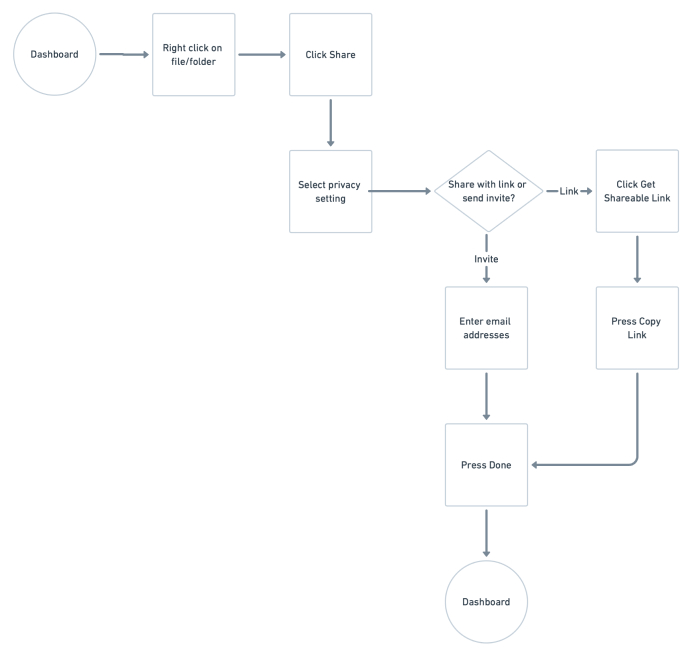 Dashboard
Right click on
file/folder
Click Share
Select privacy
setting
Share with link or
send invite?
Link
Click Get
Shareable Link
Invite
Enter email
addresses
Press Copy
Link
Press Done
Dashboard